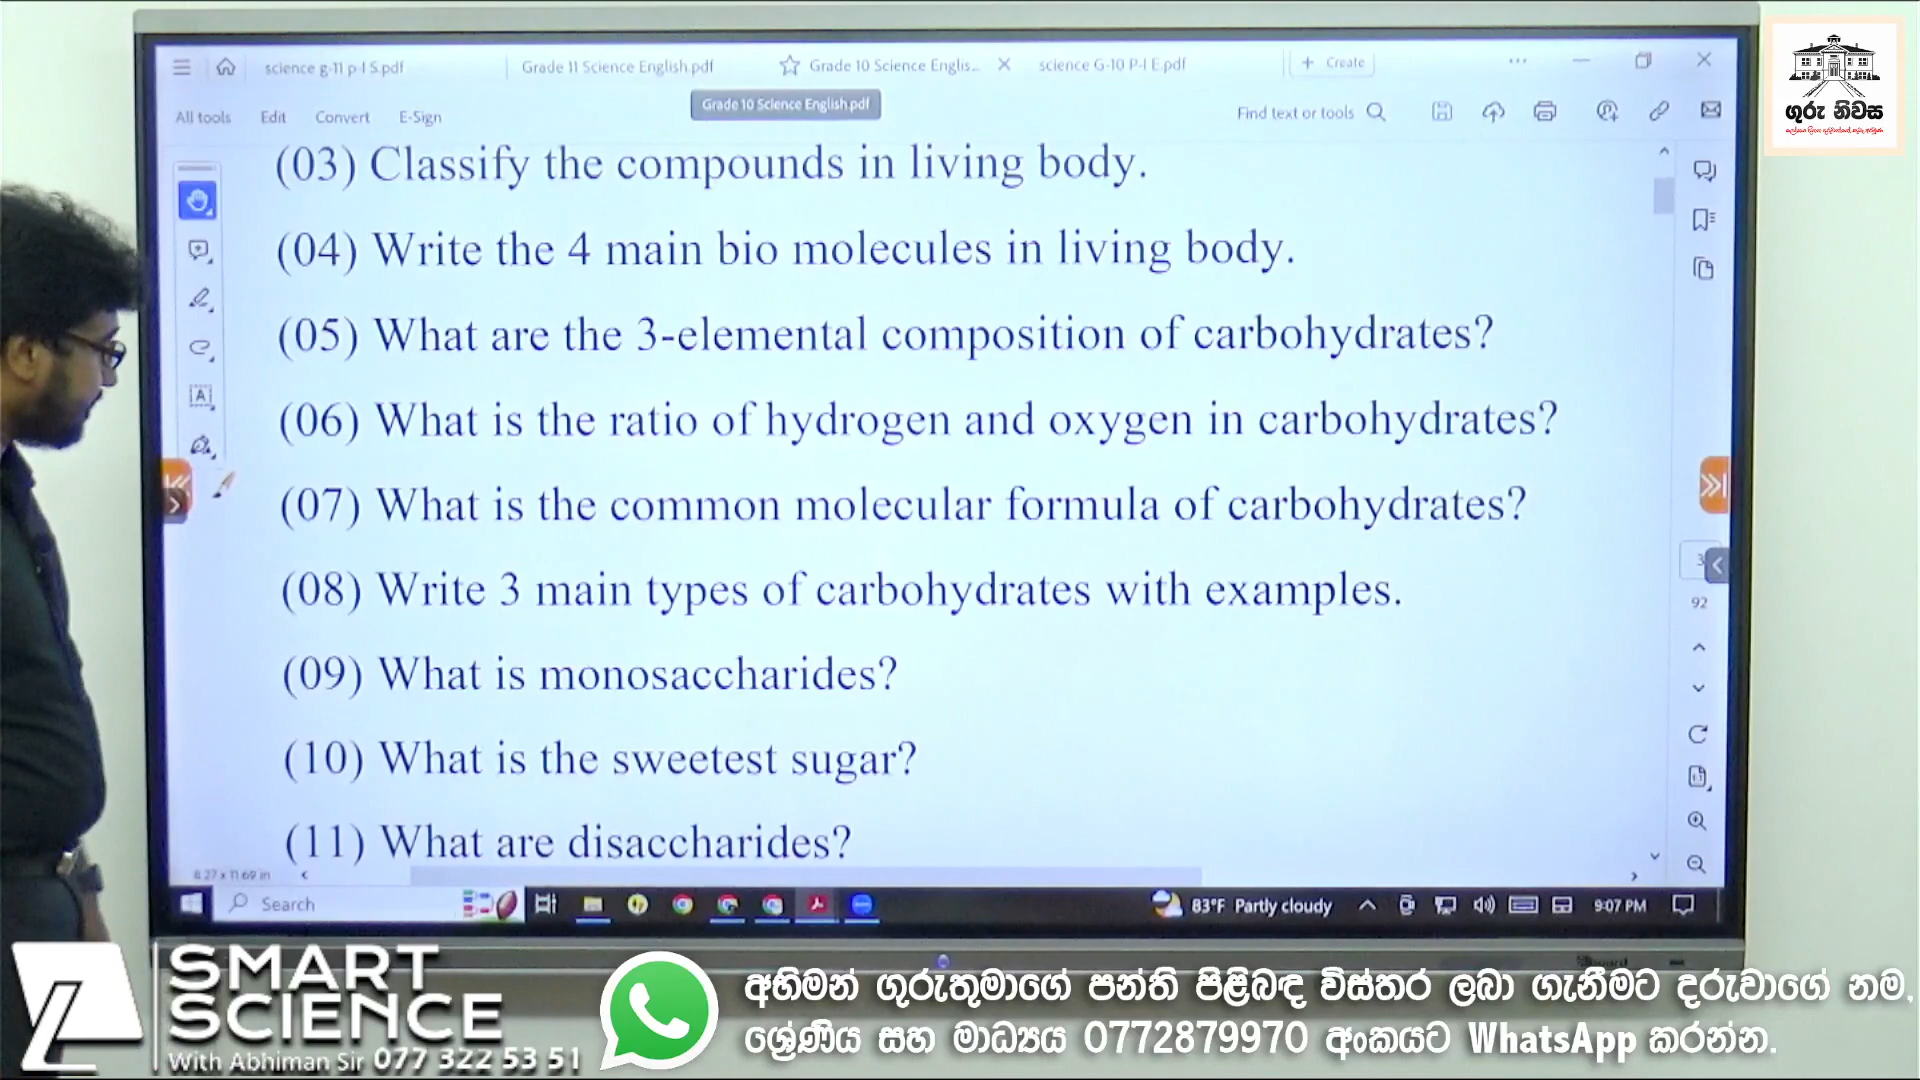 science g-11 p-I S.pdf
Grade 11 Science English.pdf
Grade 10 Science Englis...
science G-10 P-I E.pdf
+ Create
Grade 10 Science English.pdf
All tools
Edit
Convert
E-Sign
Find text or tools
ගුරු නිවස
(03) Classify the compounds in living body.
(04) Write the 4 main bio molecules in living body.
(05) What are the 3-elemental composition of carbohydrates?
(06) What is the ratio of hydrogen and oxygen in carbohydrates?
(07) What is the common molecular formula of carbohydrates?
(08) Write 3 main types of carbohydrates with examples.
(09) What is monosaccharides?
(10) What is the sweetest sugar?
(11) What are disaccharides?
3
92
8.27 x 11.69 in
Search
83°F Partly cloudy
9:07 PM
SMART
SCIENCE
With Abhiman Sir 077 322 53 51
අභිමන් ගුරුතුමාගේ පන්ති පිළිබඳ විස්තර ලබා ගැනීමට දරුවාගේ නම,
ශ්‍රේණිය සහ මාධ්‍යය 0772879970 අංකයට WhatsApp කරන්න.